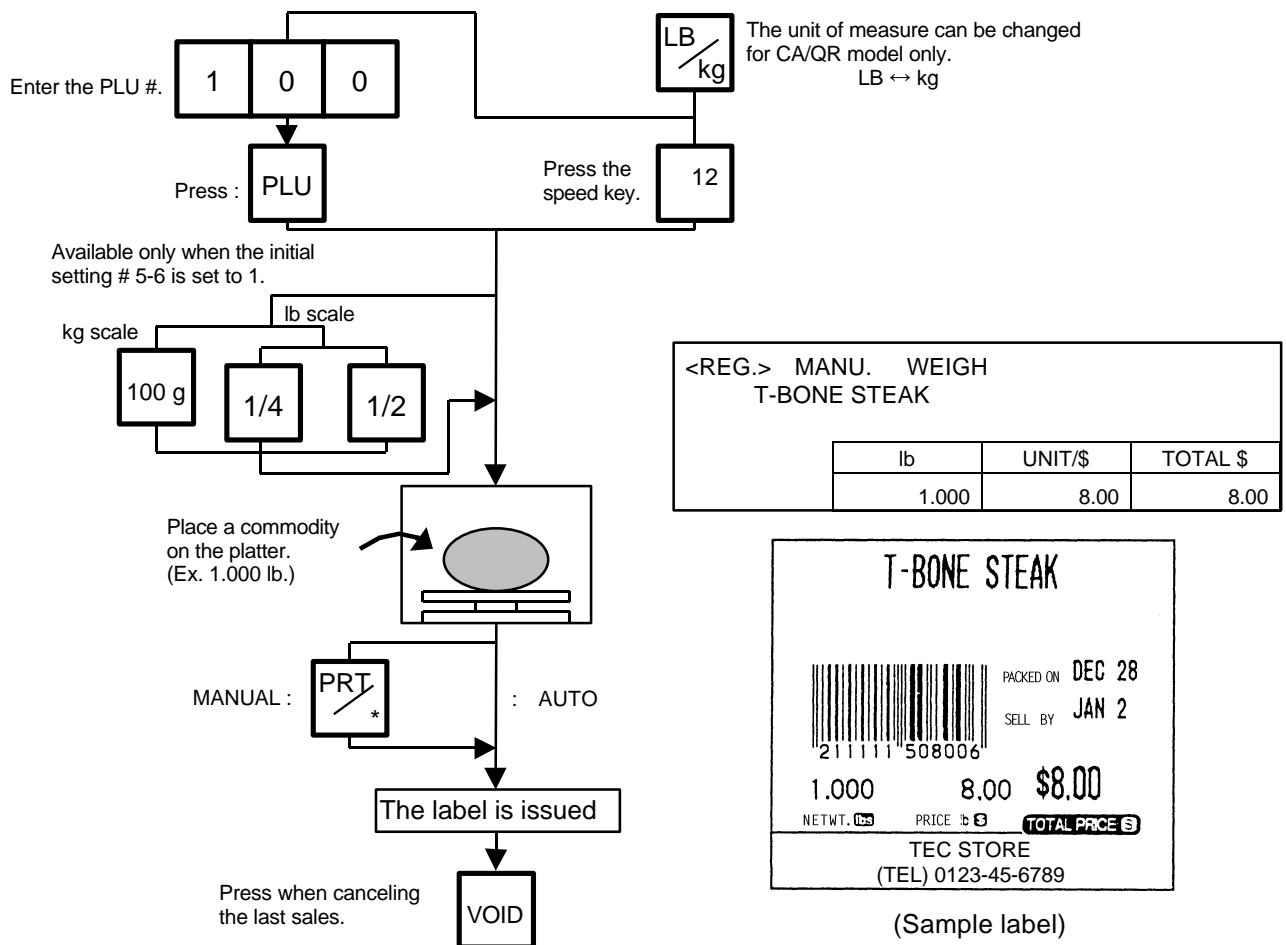 LB
kg
The unit of measure can be changed
for CA/QR model only.
LB ↔ kg
Enter the PLU #.
1 0 0
Press :
PLU
Press the
speed key.
12
Available only when the initial
setting # 5-6 is set to 1.
kg scale
lb scale
100 g
1/4
1/2
<REG.> MANU. WEIGH
T-BONE STEAK
lb UNIT/$ TOTAL $
1.000 8.00 8.00
Place a commodity
on the platter.
(Ex. 1.000 lb.)
MANUAL :
PRT
*
: AUTO
The label is issued
Press when canceling
the last sales.
VOID
T-BONE STEAK
PACKED ON DEC 28
SELL BY JAN 2
211111 508006
1.000 8.00 $8.00
NETWT. lbs PRICE lb $ TOTAL PRICE $
TEC STORE
(TEL) 0123-45-6789
(Sample label)